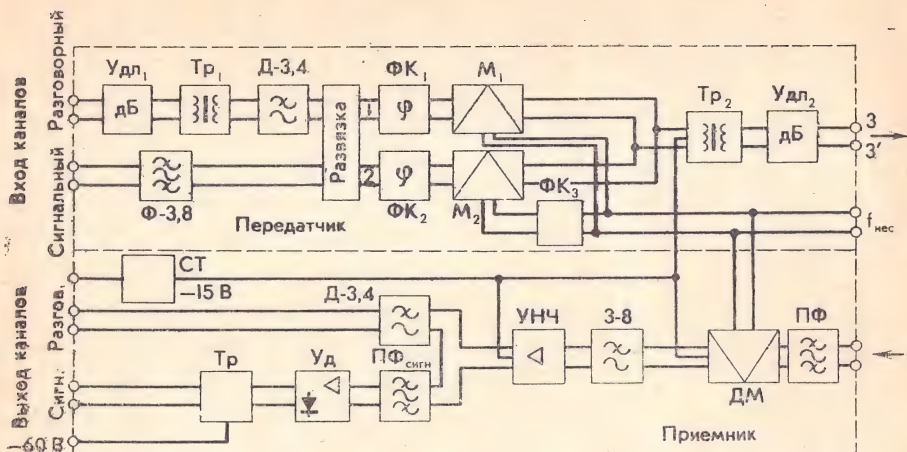 Вход каналов
Разговорный
Сигнальный
Удл₁
Тр₁
Д-3,4
ФК₁
М₁
дБ
φ
Развязка
1
2
Ф-3,8
φ
ФК₂
М₂
ФК₃
Передатчик
Тр₂
Удл₂
дБ
3
3'
fнес
Выход каналов
Разгов.
Сигн.
СТ
–15 В
Д-3,4
Тр
Уд
ПФсигн
УНЧ
3-8
ДМ
ПФ
–60 В
Приемник